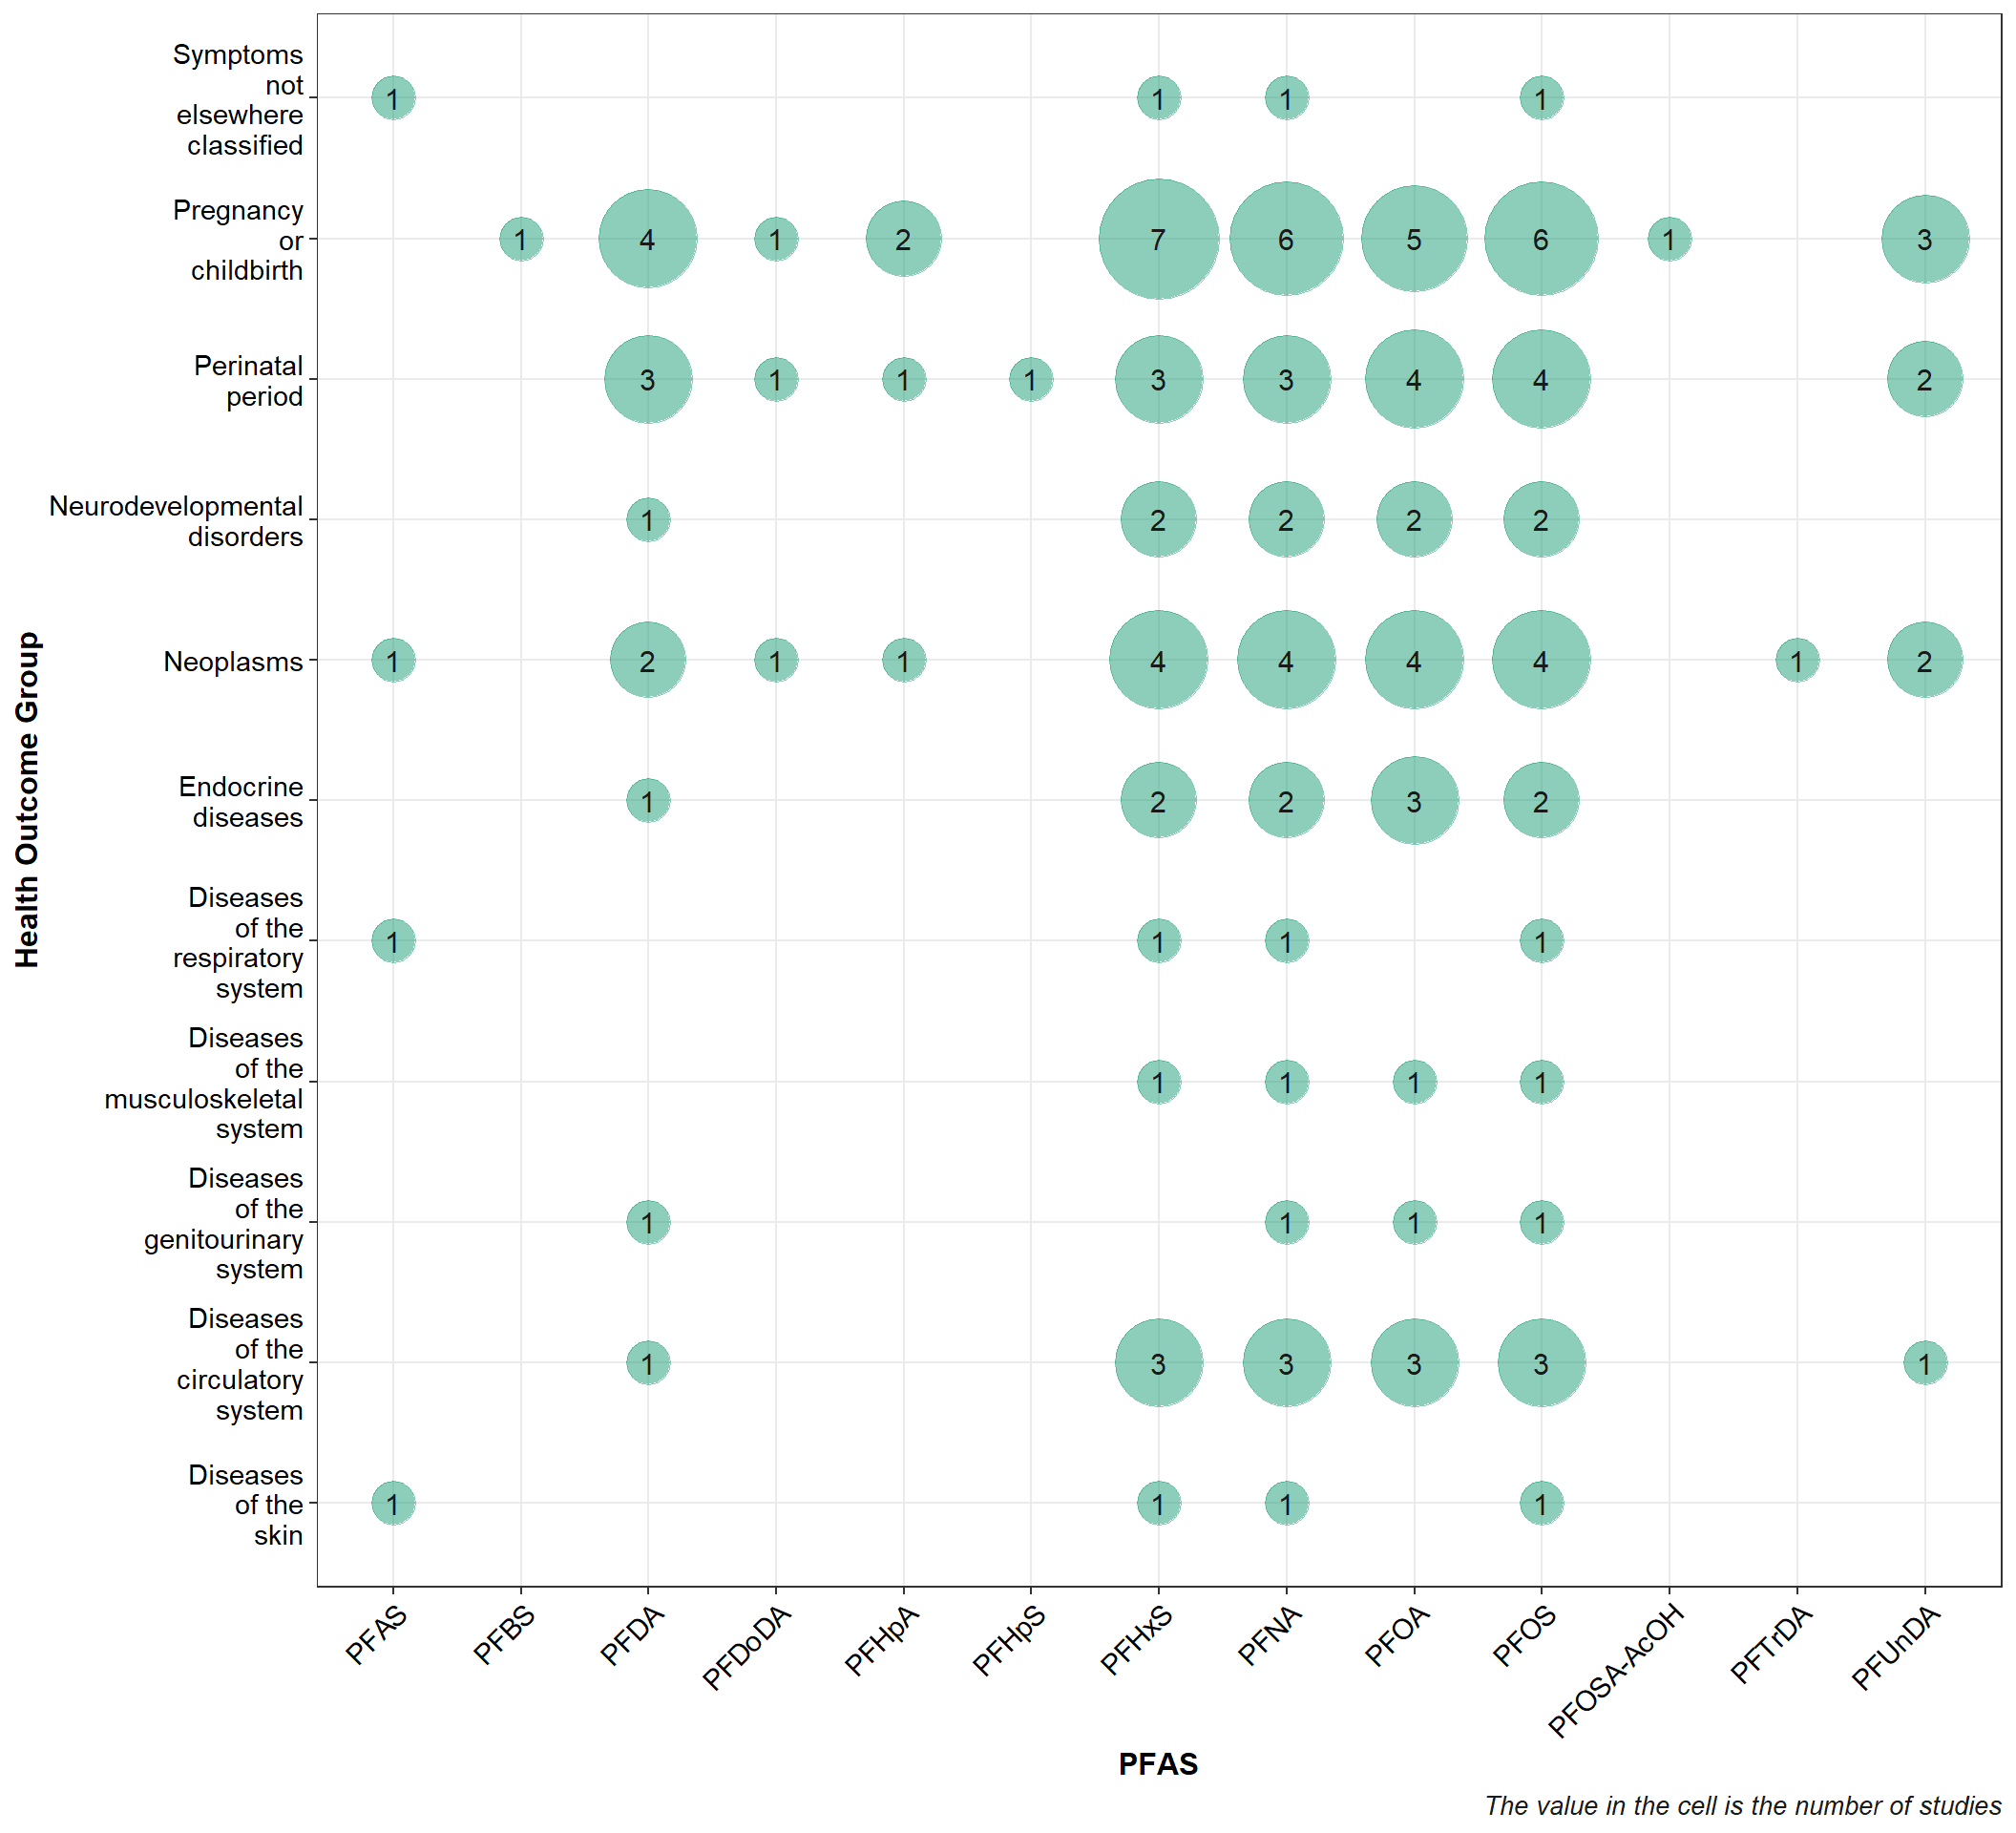 Symptoms
not
elsewhere
classified
1 1 1 1
Pregnancy
or
childbirth
1 4 1 2 7 6 5 6 1 3
Perinatal
period
3 1 1 1 3 3 4 4 2
Neurodevelopmental
disorders
1 2 2 2 2
Neoplasms
1 2 1 1 4 4 4 4 1 2
Endocrine
diseases
1 2 2 3 2
Diseases
of the
respiratory
system
1 1 1 1
Diseases
of the
musculoskeletal
system
1 1 1 1
Diseases
of the
genitourinary
system
1 1 1 1
Diseases
of the
circulatory
system
1 3 3 3 3 1
Diseases
of the
skin
1 1 1 1
Health Outcome Group
PFAS
PFBS
PFDA
PFDoDA
PFHpA
PFHpS
PFHxS
PFNA
PFOA
PFOS
PFOSA-AcOH
PFTrDA
PFUnDA
PFAS
The value in the cell is the number of studies